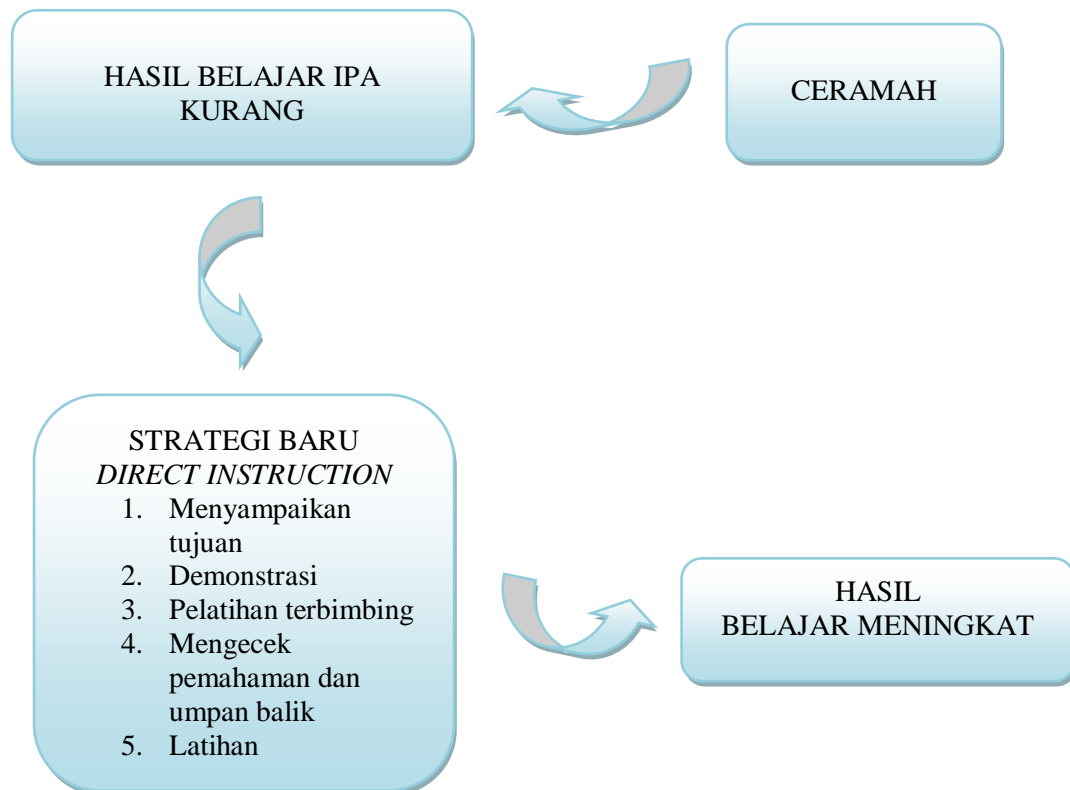 HASIL BELAJAR IPA
KURANG
CERAMAH
STRATEGI BARU
DIRECT INSTRUCTION
1. Menyampaikan
tujuan
2. Demonstrasi
3. Pelatihan terbimbing
4. Mengecek
pemahaman dan
umpan balik
5. Latihan
HASIL
BELAJAR MENINGKAT